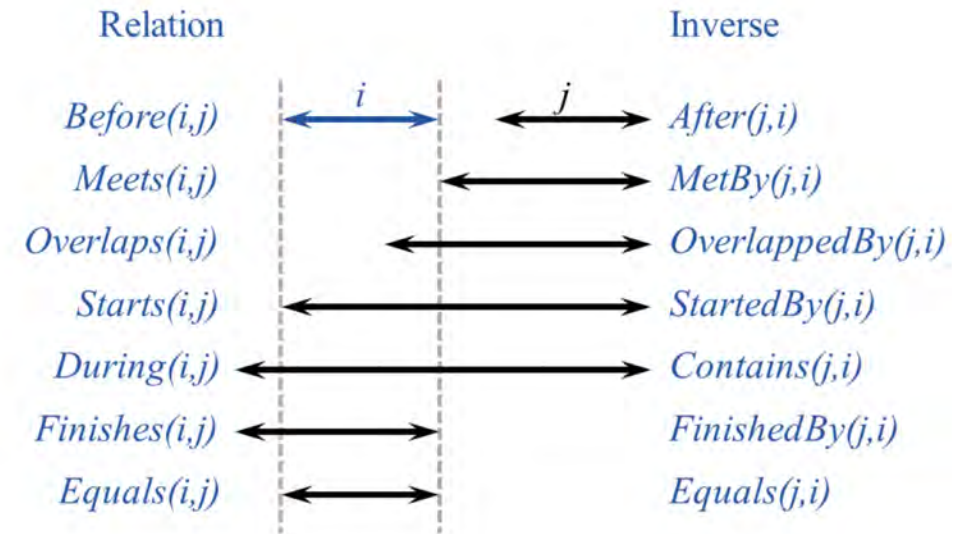 Relation Inverse
Before(i,j) i j After(j,i)
Meets(i,j) MetBy(j,i)
Overlaps(i,j) OverlappedBy(j,i)
Starts(i,j) StartedBy(j,i)
During(i,j) Contains(j,i)
Finishes(i,j) FinishedBy(j,i)
Equals(i,j) Equals(j,i)